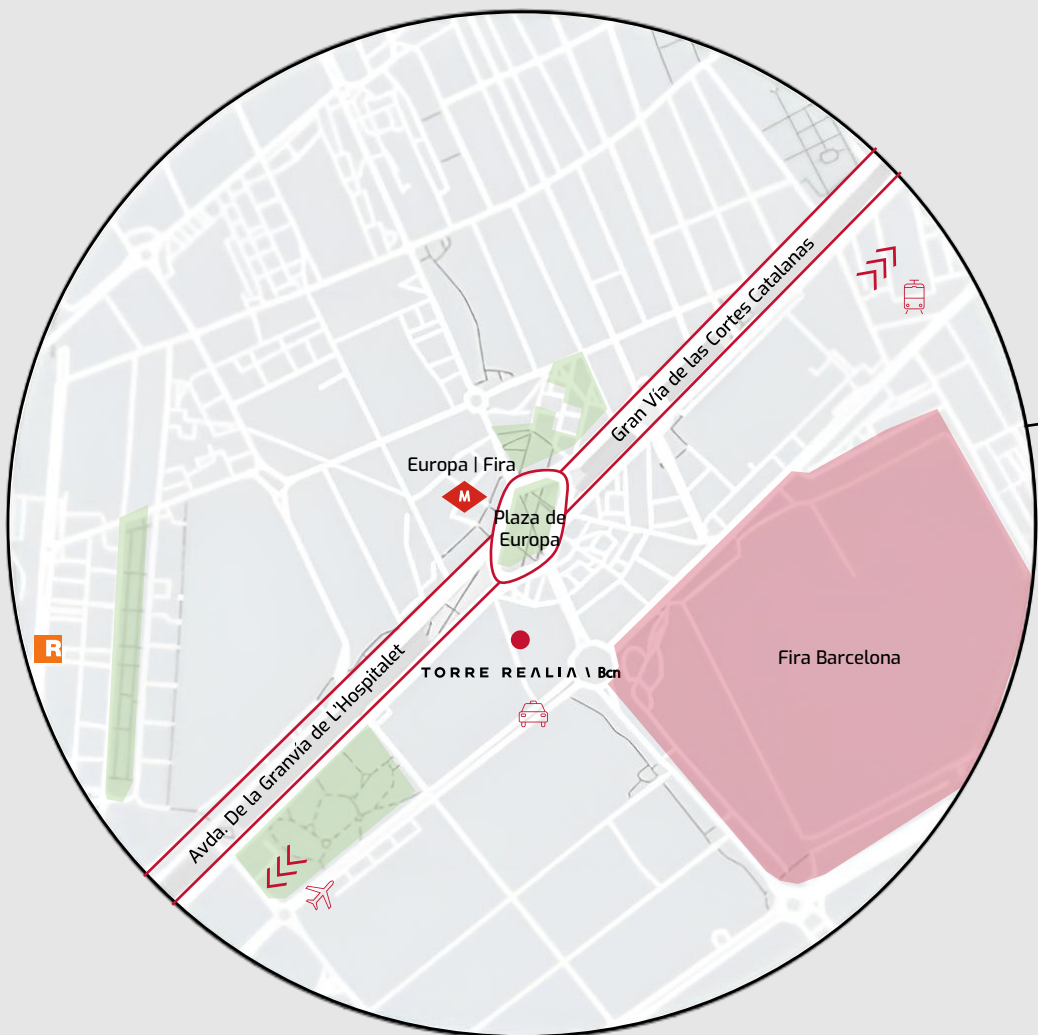 Gran Vía de las Cortes Catalanas
Europa | Fira
M
Plaza de
Europa
R
TORRE REALIA \ Bcn
Fira Barcelona
Avda. De la Granvía de L'Hospitalet